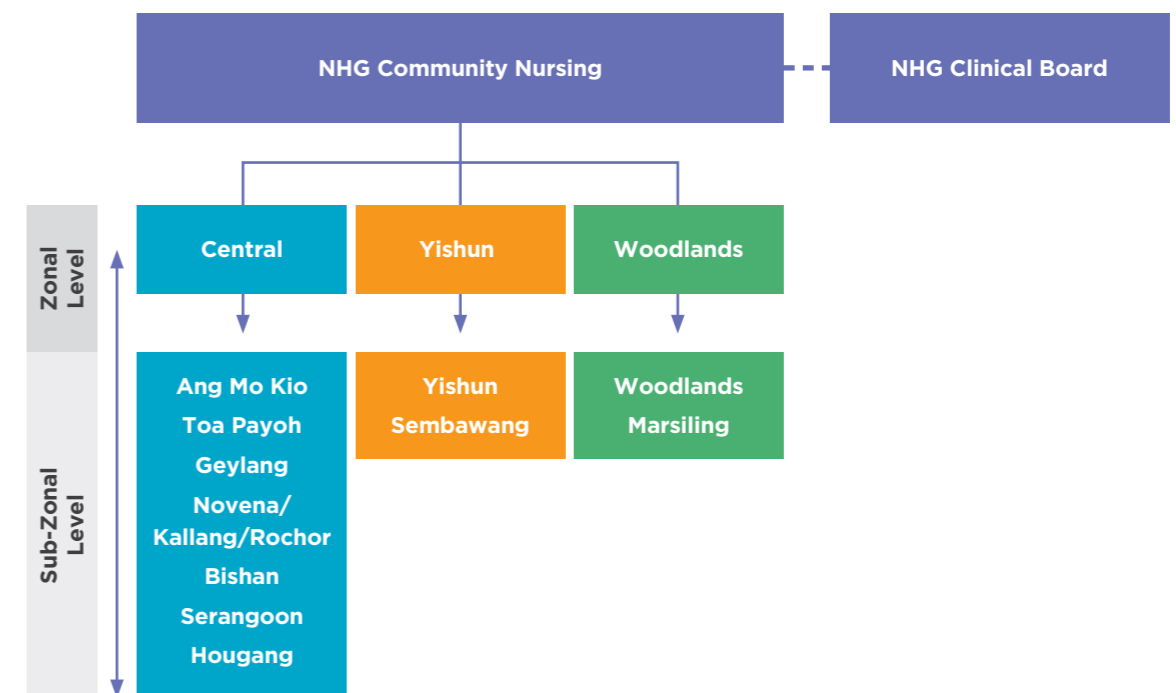 NHG Community Nursing
NHG Clinical Board
Zonal
Level
Central
Yishun
Woodlands
Sub-Zonal
Level
Ang Mo Kio
Toa Payoh
Geylang
Novena/
Kallang/Rochor
Bishan
Serangoon
Hougang
Yishun
Sembawang
Woodlands
Marsiling